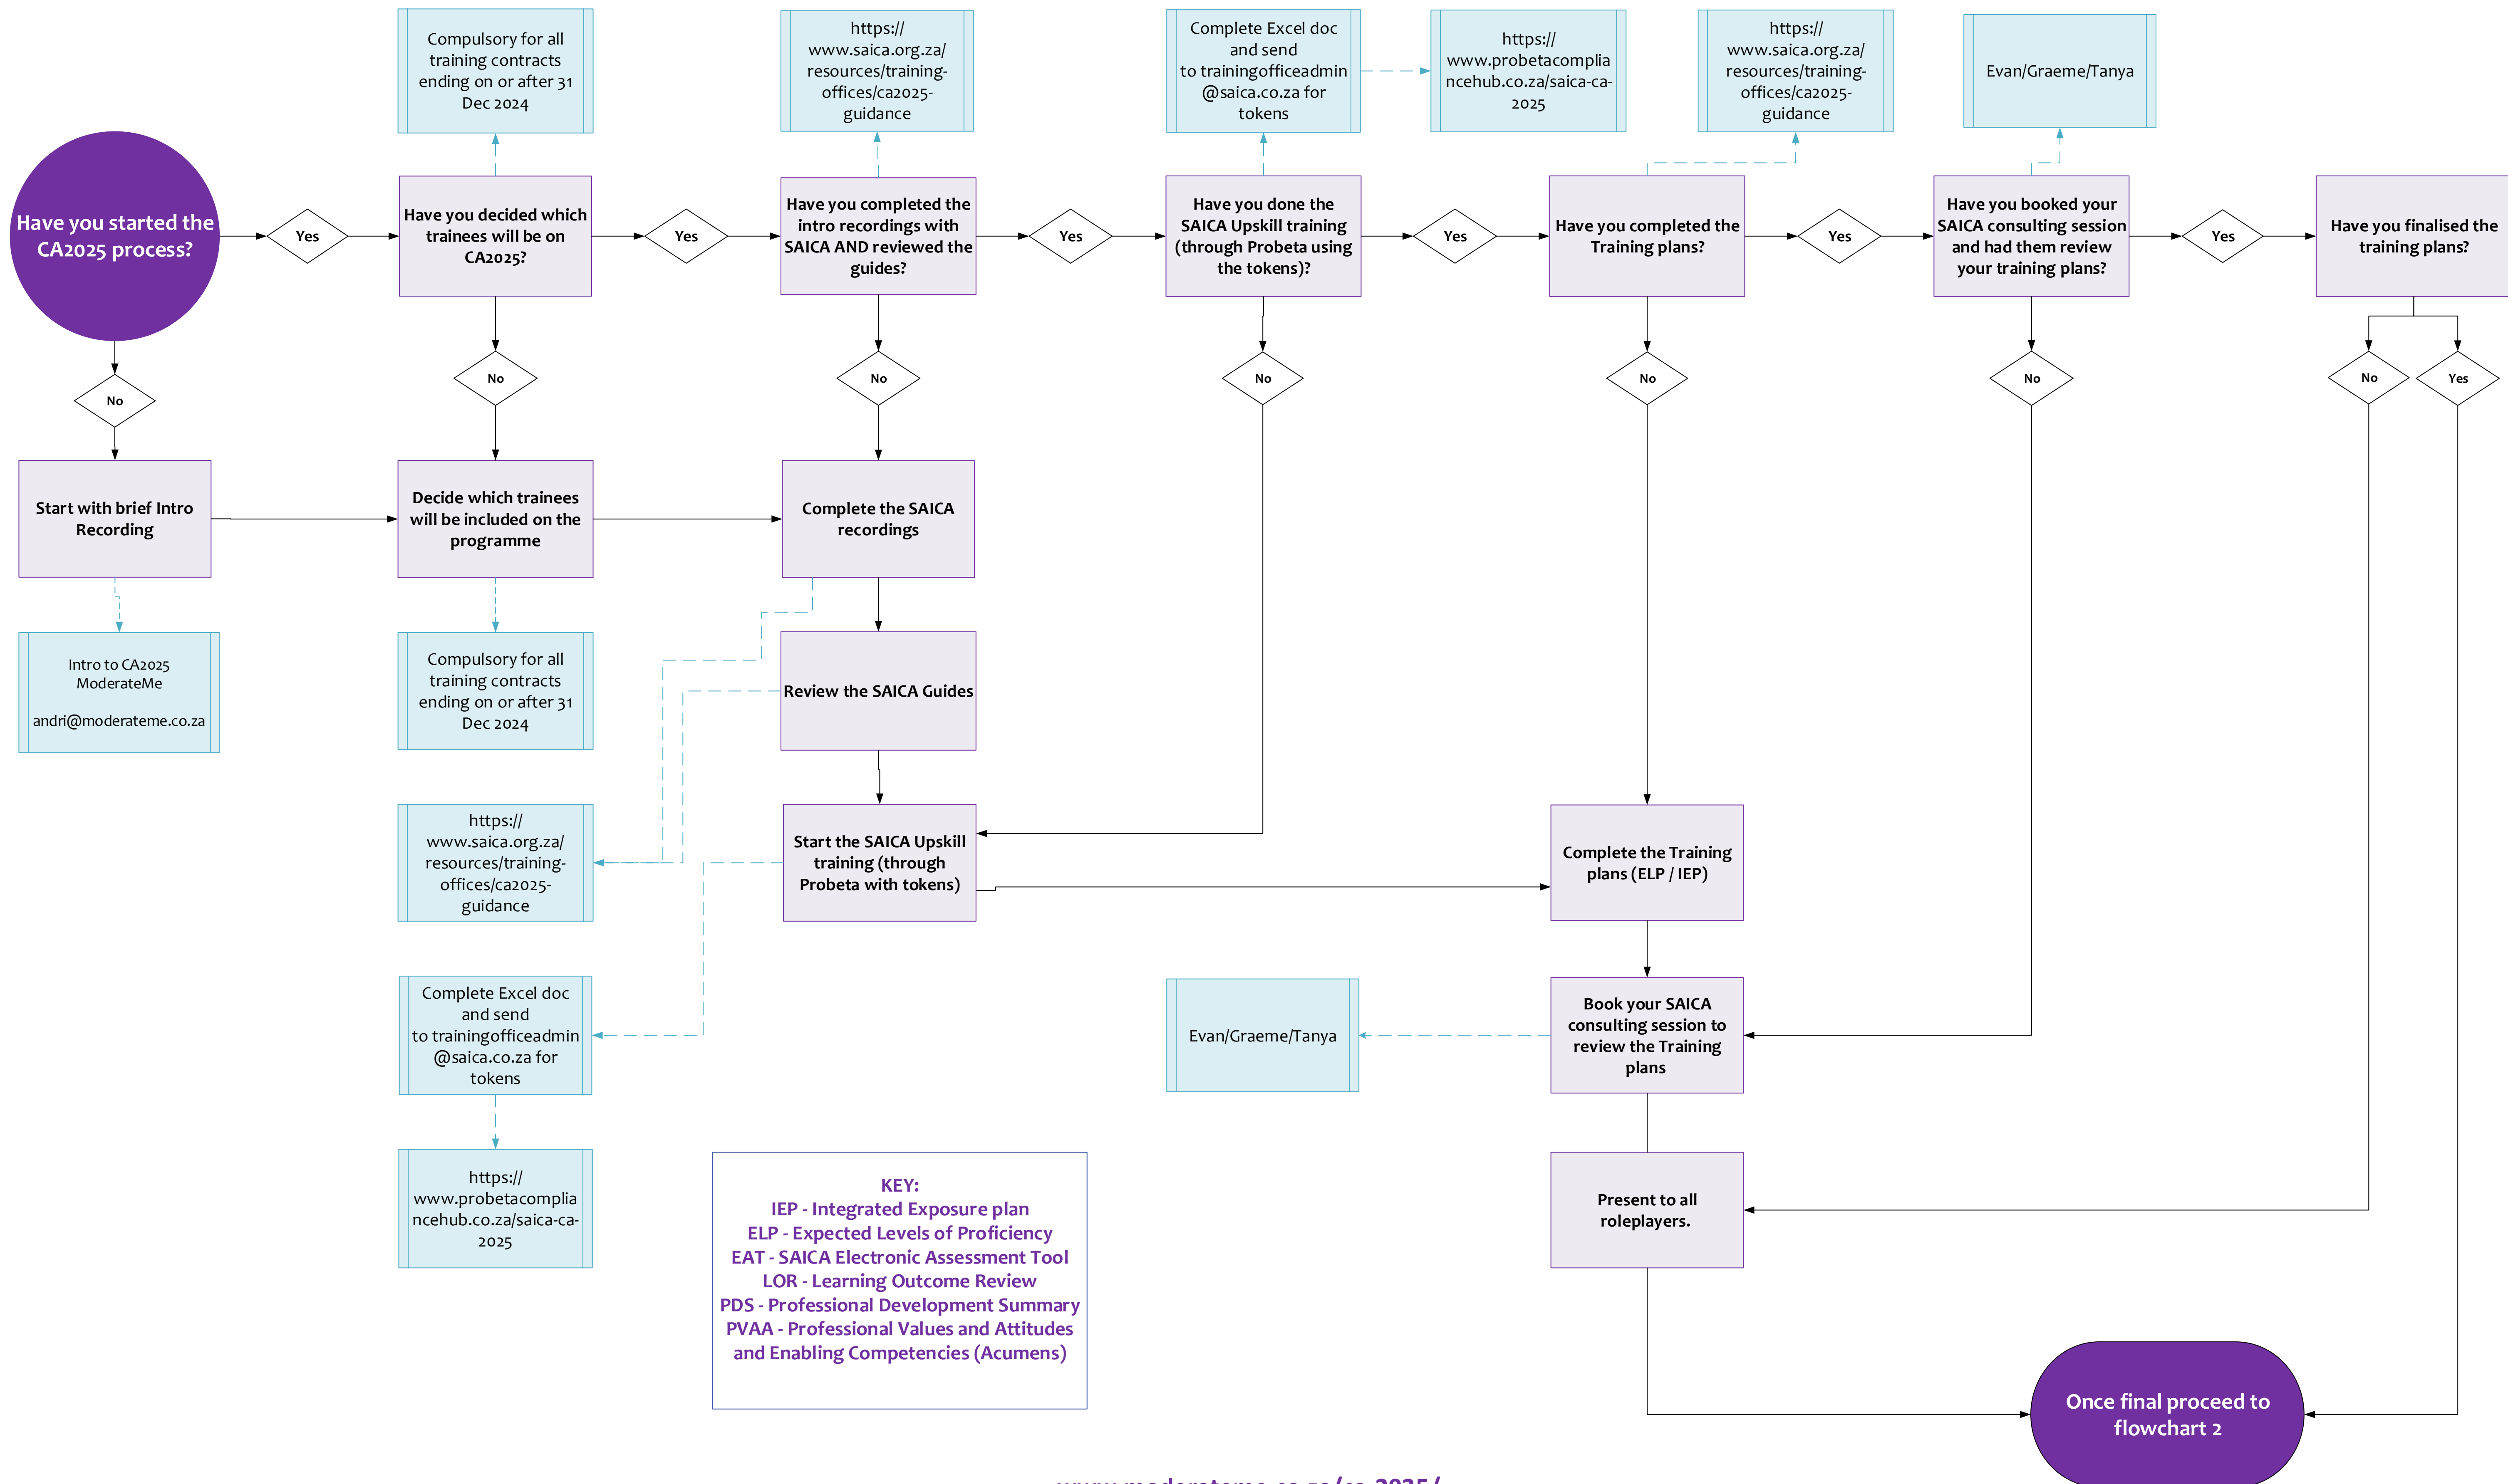 Compulsory for all
training contracts
ending on or after 31
Dec 2024
https://
www.saica.org.za/
resources/training-
offices/ca2025-
guidance
Complete Excel doc
and send
to trainingofficeadmin
@saica.co.za for
tokens
https://
www.probetacomplia
ncehub.co.za/saica-ca-
2025
https://
www.saica.org.za/
resources/training-
offices/ca2025-
guidance
Evan/Graeme/Tanya
Have you started the
CA2025 process?
Yes
Have you decided which
trainees will be on
CA2025?
Yes
Have you completed the
intro recordings with
SAICA AND reviewed the
guides?
Yes
Have you done the
SAICA Upskill training
(through Probeta using
the tokens)?
Yes
Have you completed the
Training plans?
Yes
Have you booked your
SAICA consulting session
and had them review
your training plans?
Yes
Have you finalised the
training plans?
No
No
No
No
No
No
No
Yes
Start with brief Intro
Recording
Decide which trainees
will be included on the
programme
Complete the SAICA
recordings
Intro to CA2025
ModerateMe
andri@moderateme.co.za
Compulsory for all
training contracts
ending on or after 31
Dec 2024
Review the SAICA Guides
https://
www.saica.org.za/
resources/training-
offices/ca2025-
guidance
Start the SAICA Upskill
training (through
Probeta with tokens)
Complete the Training
plans (ELP / IEP)
Complete Excel doc
and send
to trainingofficeadmin
@saica.co.za for
tokens
Evan/Graeme/Tanya
Book your SAICA
consulting session to
review the Training
plans
https://
www.probetacomplia
ncehub.co.za/saica-ca-
2025
KEY:
IEP - Integrated Exposure plan
ELP - Expected Levels of Proficiency
EAT - SAICA Electronic Assessment Tool
LOR - Learning Outcome Review
PDS - Professional Development Summary
PVAA - Professional Values and Attitudes
and Enabling Competencies (Acumens)
Present to all
roleplayers.
Once final proceed to
flowchart 2
www.moderateme.co.za/ca-2025/